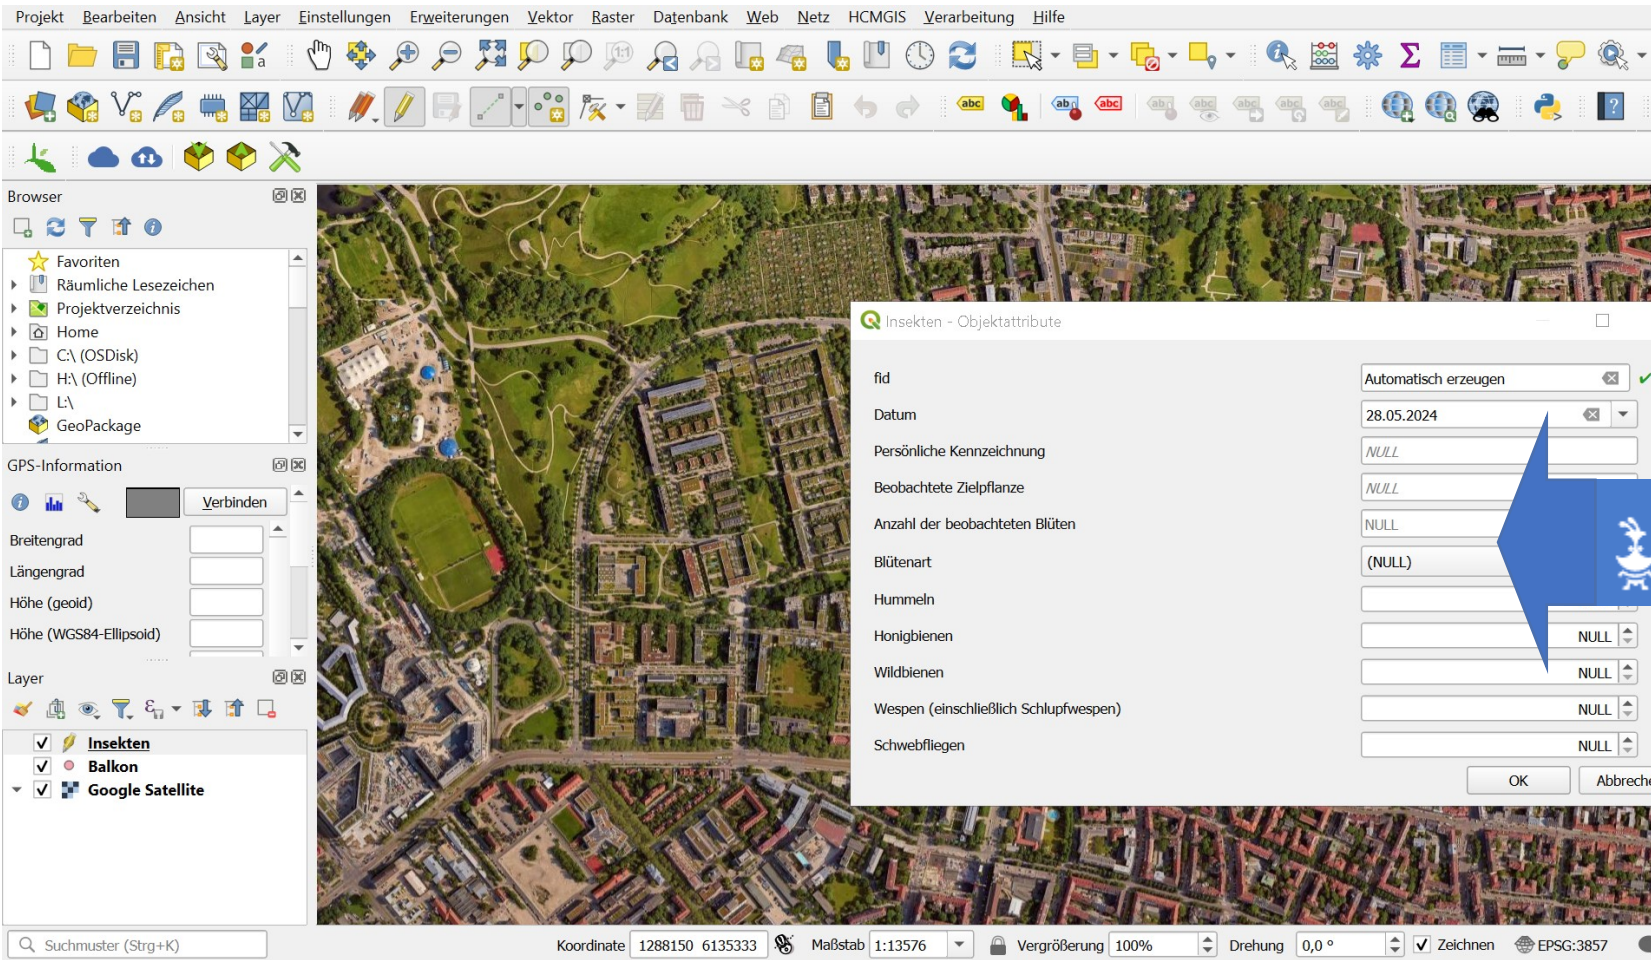 Projekt Bearbeiten Ansicht Layer Einstellungen Erweiterungen Vektor Raster Datenbank Web Netz HCMGIS Verarbeitung Hilfe
Browser
Favoriten
Räumliche Lesezeichen
Projektverzeichnis
Home
C:\ (OSDisk)
H:\ (Offline)
L:\
GeoPackage
GPS-Information
Verbinden
Breitengrad
Längengrad
Höhe (geoid)
Höhe (WGS84-Ellipsoid)
Layer
Insekten
Balkon
Google Satellite
Insekten - Objektattribute
fid Automatisch erzeugen
Datum 28.05.2024
Persönliche Kennzeichnung NULL
Beobachtete Zielpflanze NULL
Anzahl der beobachteten Blüten NULL
Blütenart (NULL)
Hummeln
Honigbienen NULL
Wildbienen NULL
Wespen (einschließlich Schlupfwespen) NULL
Schwebfliegen NULL
OK Abbreche
Suchmuster (Strg+K) Koordinate 1288150 6135333 Maßstab 1:13576 Vergrößerung 100% Drehung 0,0 ° Zeichnen EPSG:3857